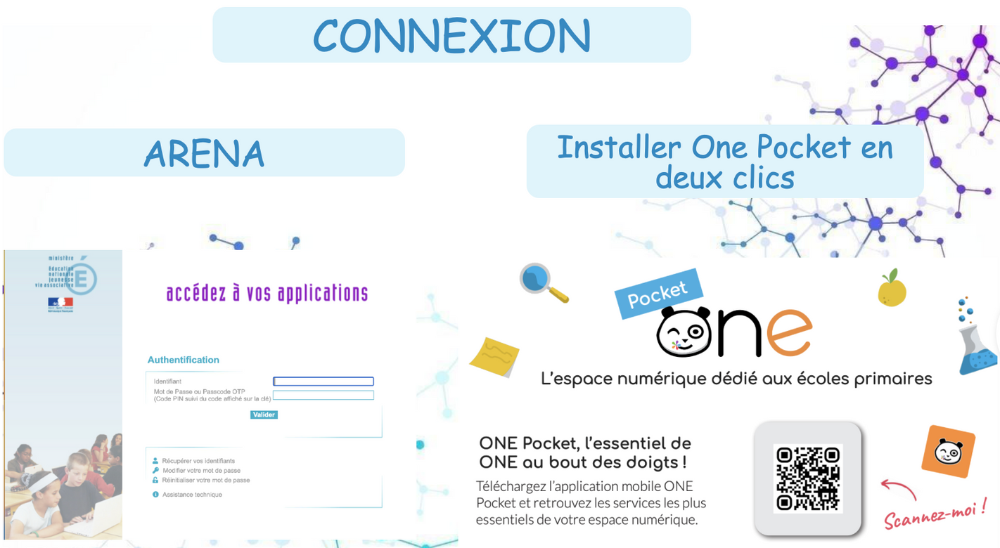 CONNEXION
ARENA
Installer One Pocket en
deux clics
ministère
éducation
nationale
jeunesse
vie associative
É
accédez à vos applications
Authentification
Identifiant
Mot de Passe ou Passcode OTP
(Code PIN suivi du code affiché sur la clé)
Valider
Récupérer vos identifiants
Modifier votre mot de passe
Réinitialiser votre mot de passe
Assistance technique
Pocket
One
L'espace numérique dédié aux écoles primaires
ONE Pocket, l'essentiel de
ONE au bout des doigts !
Téléchargez l'application mobile ONE
Pocket et retrouvez les services les plus
essentiels de votre espace numérique.
Scannez-moi !